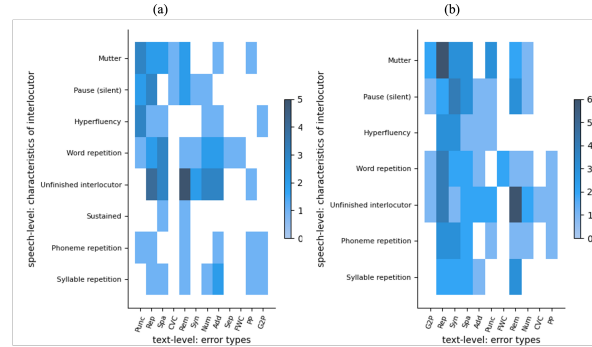 (a)
(b)
speech-level: characteristics of interlocutor
Mutter
Pause (silent)
Hyperfluency
Word repetition
Unfinished interlocutor
Sustained
Phoneme repetition
Syllable repetition
Punc Rep Spa CVC Rem Syn Num Add Sep FWC PP G2P
text-level: error types
5
4
3
2
1
0
speech-level: characteristics of interlocutor
Mutter
Pause (silent)
Hyperfluency
Word repetition
Unfinished interlocutor
Phoneme repetition
Syllable repetition
G2P Rep Syn Spa Add Punc FWC Rem Num CVC PP
text-level: error types
6
5
4
3
2
1
0